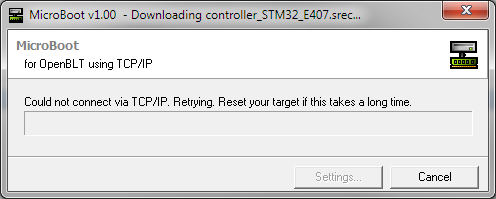 MicroBoot v1.00 - Downloading controller_STM32_E407.srec...
MicroBoot
for OpenBLT using TCP/IP
Could not connect via TCP/IP. Retrying. Reset your target if this takes a long time.
Settings...
Cancel